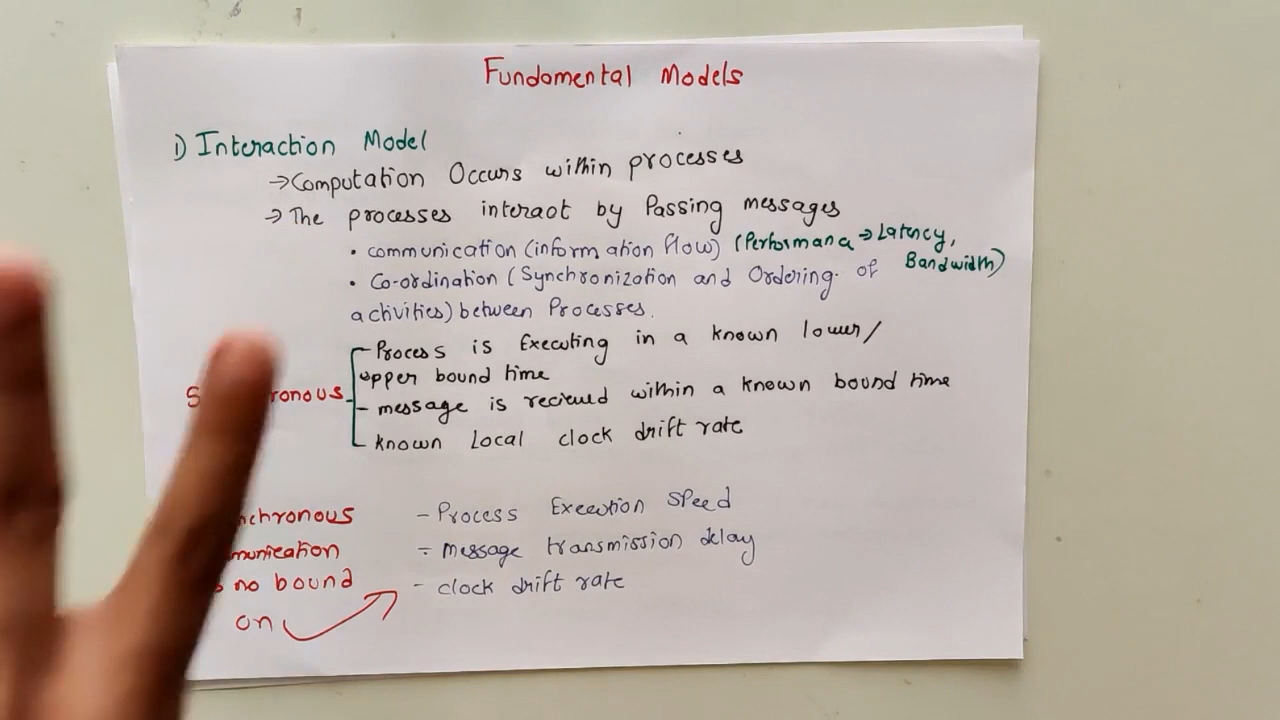 Fundamental Models
1) Interaction Model
→ Computation Occurs within processes
→ The processes interact by Passing messages
• communication (information flow) (Performana → Latency,
Bandwidth)
• Co-ordination (Synchronization and Ordering of
activities) between Processes.
- Process is Executing in a known lower/
upper bound time
ronous
- message is recieved within a known bound time
- known Local clock drift rate
nchronous
- Process Execution Speed
munication
- Message transmission delay
no bound
- clock drift rate
on